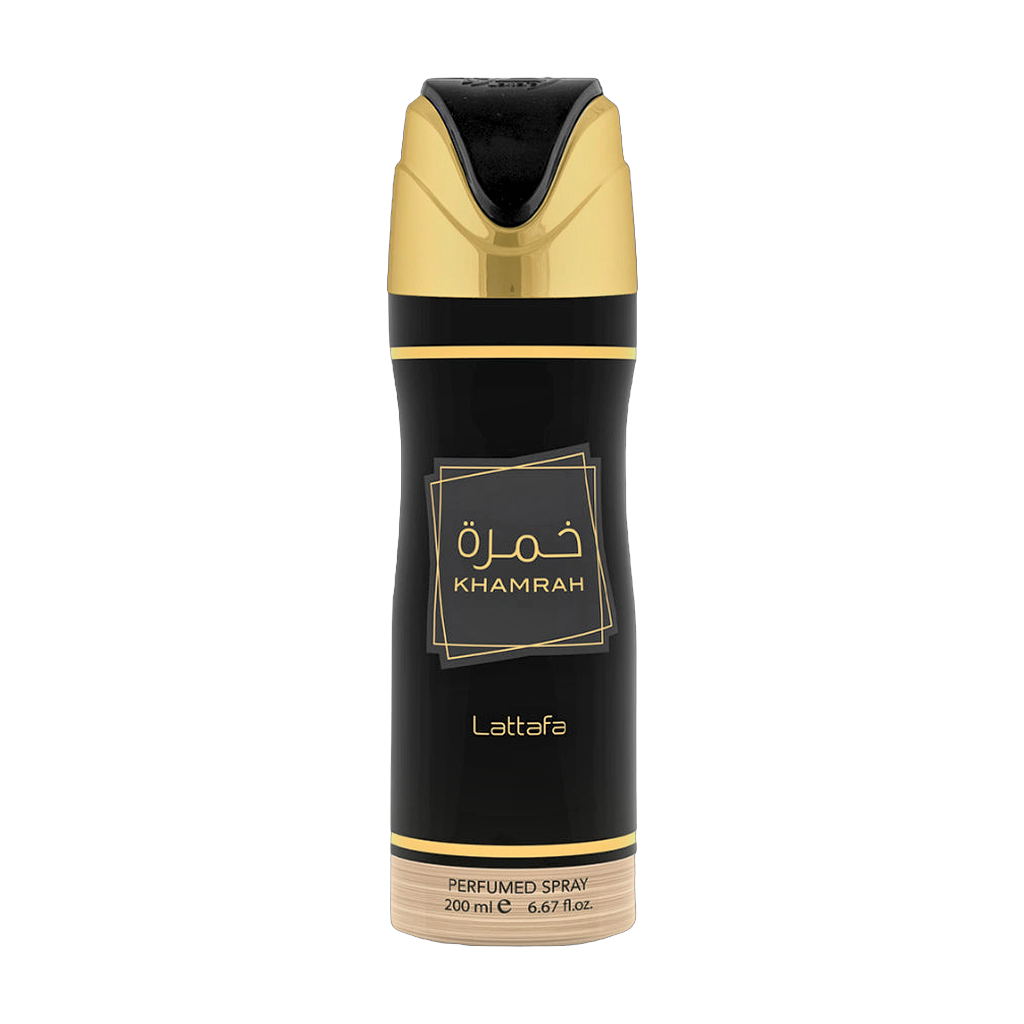 خمرة
KHAMRAH
Lattafa
PERFUMED SPRAY
200 ml e 6.67 fl.oz.